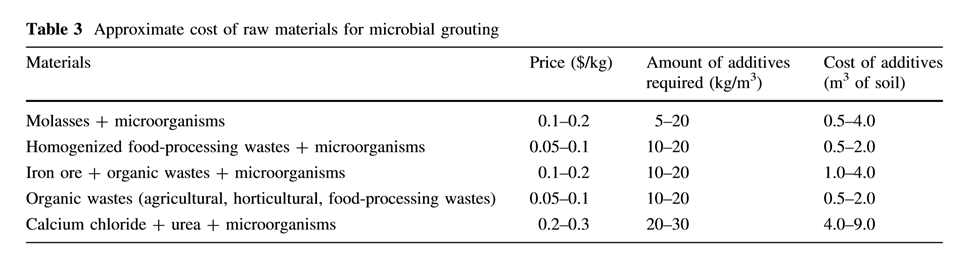 Table 3 Approximate cost of raw materials for microbial grouting
Materials Price ($/kg) Amount of additives required (kg/m³) Cost of additives (m³ of soil)
Molasses + microorganisms 0.1–0.2 5–20 0.5–4.0
Homogenized food-processing wastes + microorganisms 0.05–0.1 10–20 0.5–2.0
Iron ore + organic wastes + microorganisms 0.1–0.2 10–20 1.0–4.0
Organic wastes (agricultural, horticultural, food-processing wastes) 0.05–0.1 10–20 0.5–2.0
Calcium chloride + urea + microorganisms 0.2–0.3 20–30 4.0–9.0